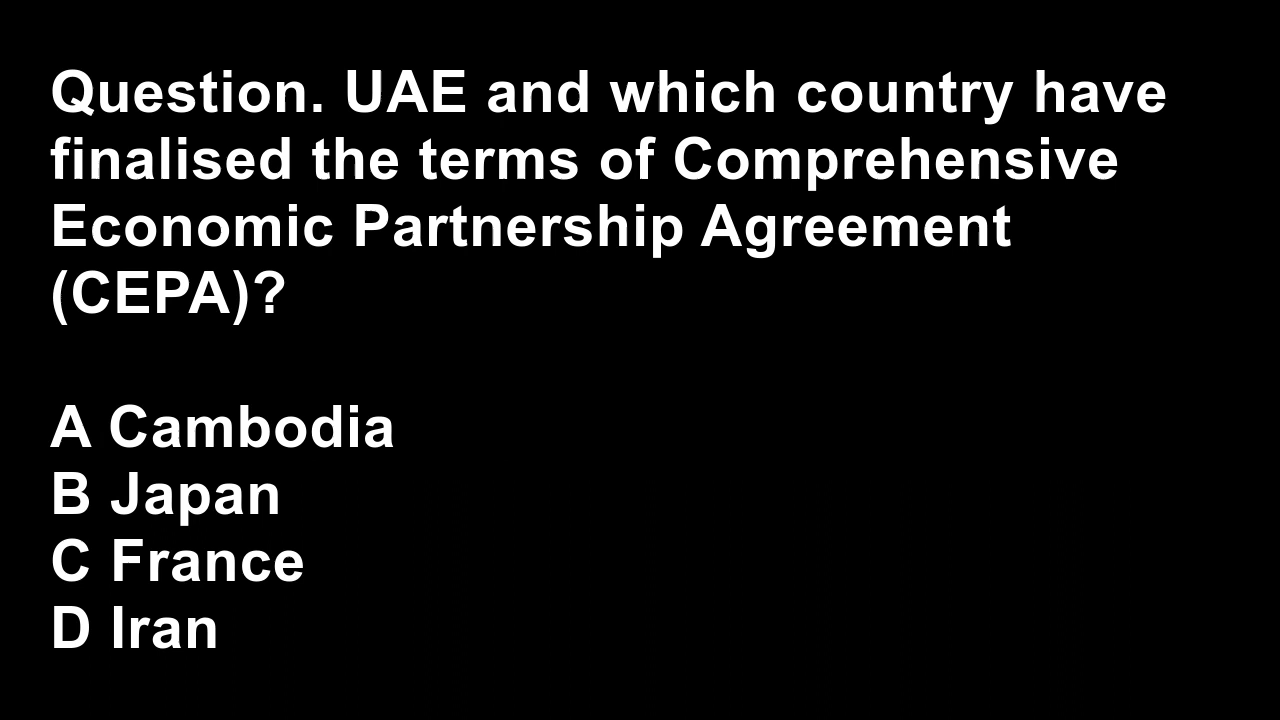 Question. UAE and which country have
finalised the terms of Comprehensive
Economic Partnership Agreement
(CEPA)?
A Cambodia
B Japan
C France
D Iran